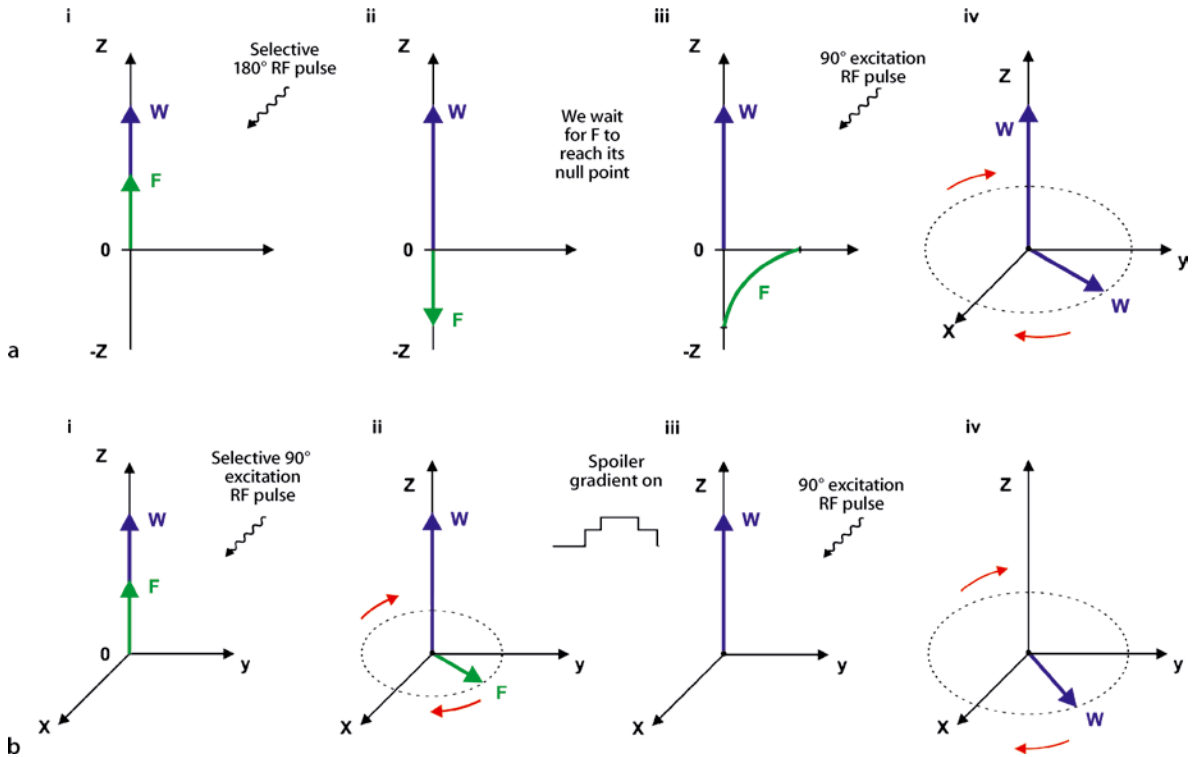 i
Z
Selective
180° RF pulse
W
F
0
-Z
a
ii
Z
W
We wait
for F to
reach its
null point
0
F
-Z
iii
Z
90° excitation
RF pulse
W
0
F
-Z
iv
Z
W
y
W
X
i
Z
Selective 90°
excitation
RF pulse
W
F
0
y
X
b
ii
Z
W
Spoiler
gradient on
y
F
X
iii
Z
90° excitation
RF pulse
W
y
X
iv
Z
y
W
X